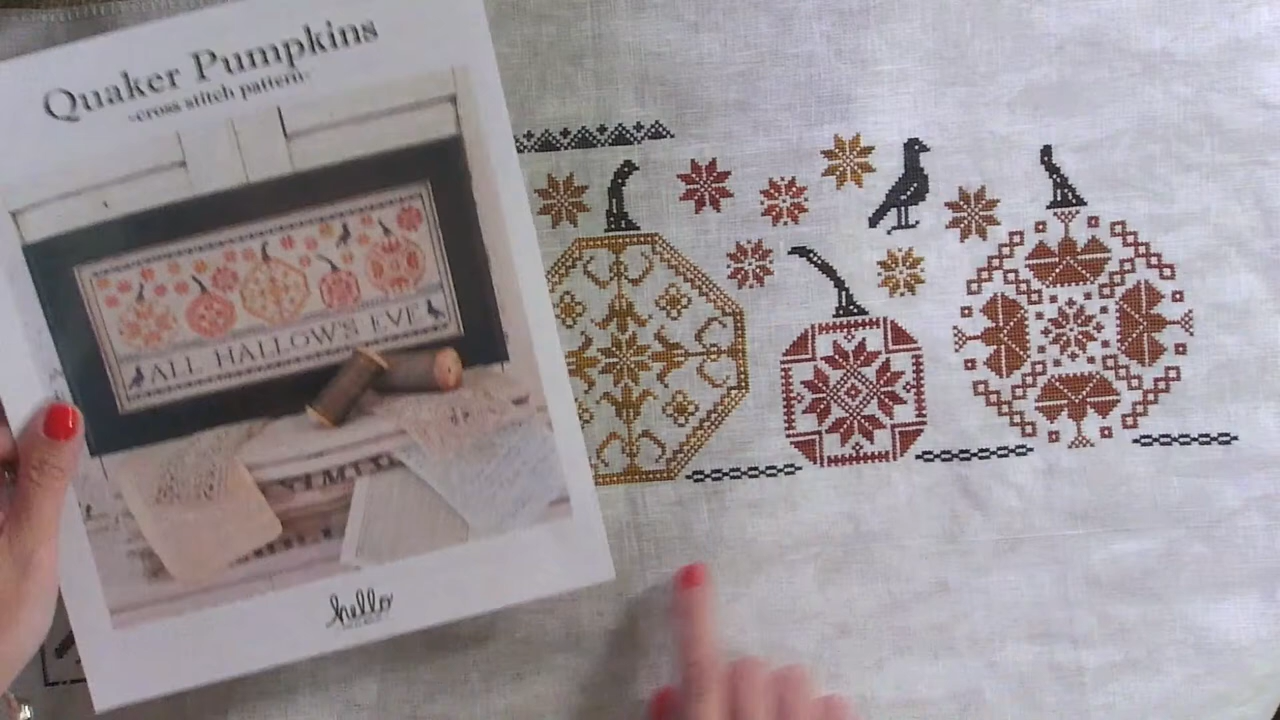 Quaker Pumpkins
-cross stitch pattern-
ALL HALLOW'S EVE
hello